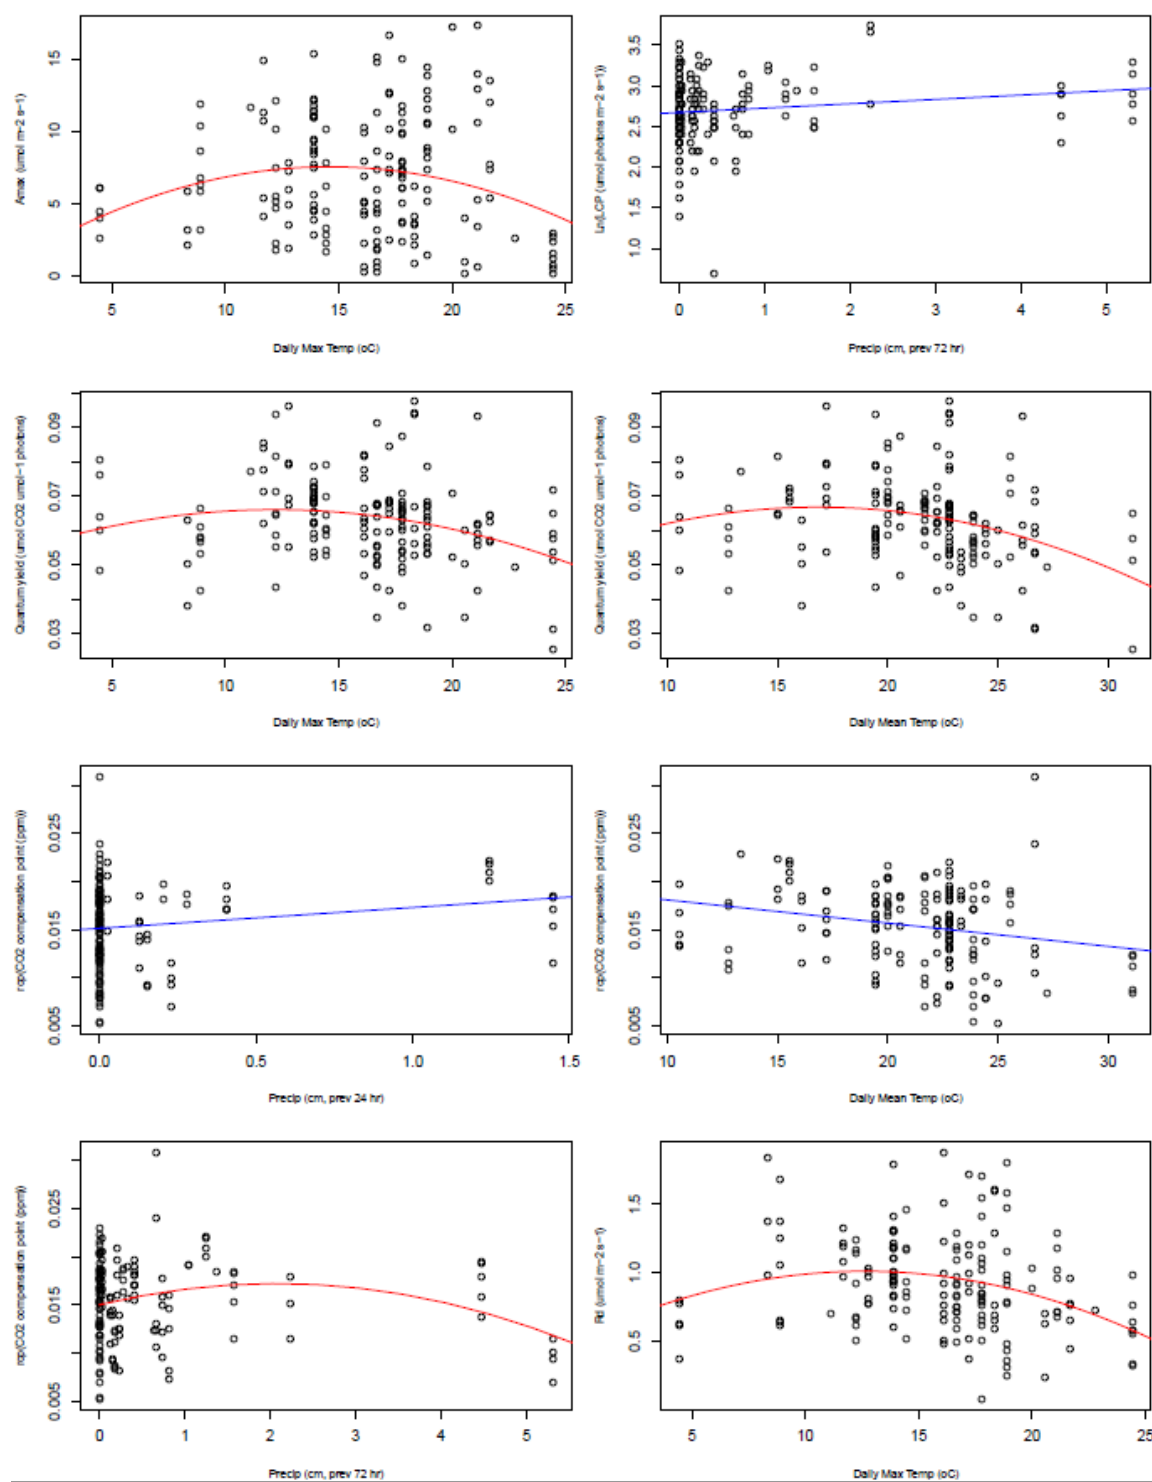 Amax (umol m−2 s−1)
0 5 10 15
5 10 15 20 25
Daily Max Temp (oC)
Ln(LCP (umol photons m−2 s−1))
1.0 1.5 2.0 2.5 3.0 3.5
0 1 2 3 4 5
Precip (cm, prev 72 hr)
Quantum yield (umol CO2 umol−1 photons)
0.03 0.05 0.07 0.09
5 10 15 20 25
Daily Max Temp (oC)
Quantum yield (umol CO2 umol−1 photons)
0.03 0.05 0.07 0.09
10 15 20 25 30
Daily Mean Temp (oC)
rcp(CO2 compensation point (ppm))
0.005 0.015 0.025
0.0 0.5 1.0 1.5
Precip (cm, prev 24 hr)
rcp(CO2 compensation point (ppm))
0.005 0.015 0.025
10 15 20 25 30
Daily Mean Temp (oC)
rcp(CO2 compensation point (ppm))
0.005 0.015 0.025
0 1 2 3 4 5
Precip (cm, prev 72 hr)
Rd (umol m−2 s−1)
0.5 1.0 1.5
5 10 15 20 25
Daily Max Temp (oC)